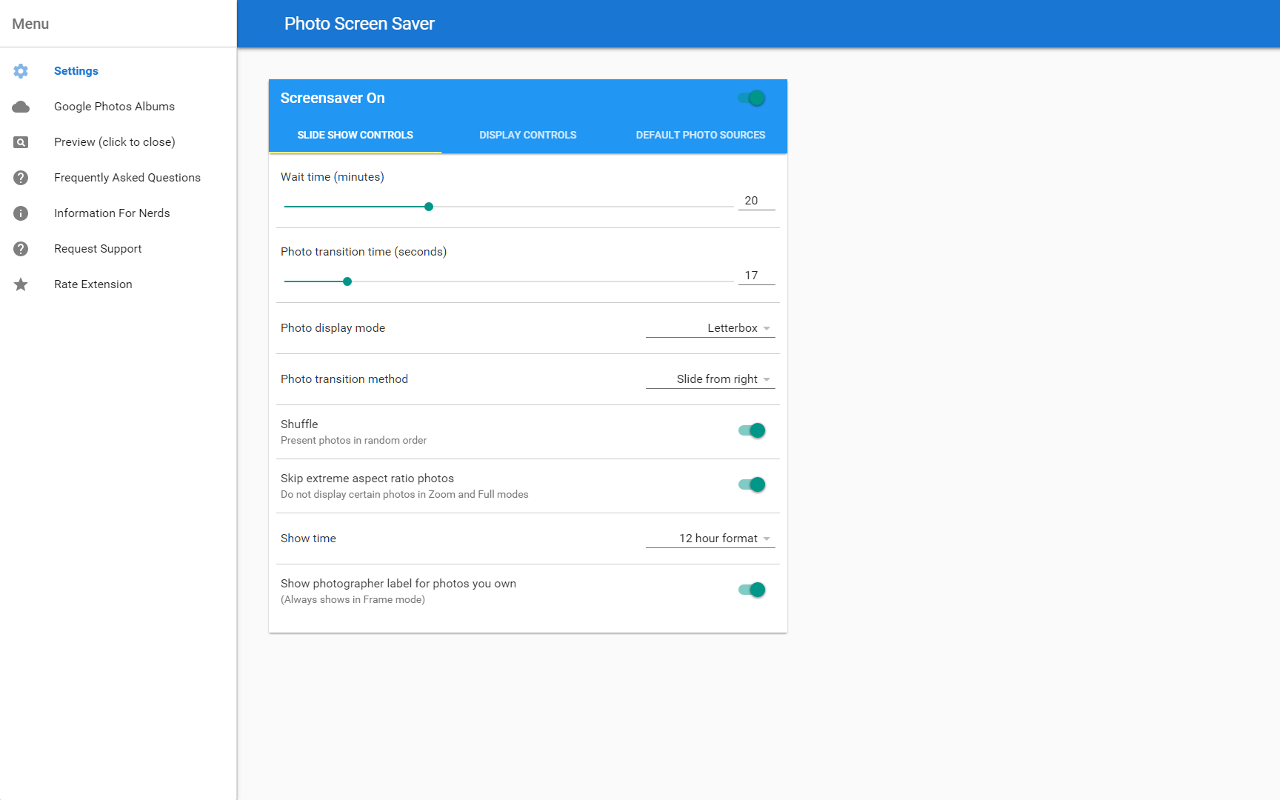 Menu
Photo Screen Saver
Settings
Google Photos Albums
Preview (click to close)
Frequently Asked Questions
Information For Nerds
Request Support
Rate Extension
Screensaver On
SLIDE SHOW CONTROLS DISPLAY CONTROLS DEFAULT PHOTO SOURCES
Wait time (minutes)
20
Photo transition time (seconds)
17
Photo display mode Letterbox
Photo transition method Slide from right
Shuffle
Present photos in random order
Skip extreme aspect ratio photos
Do not display certain photos in Zoom and Full modes
Show time 12 hour format
Show photographer label for photos you own
(Always shows in Frame mode)